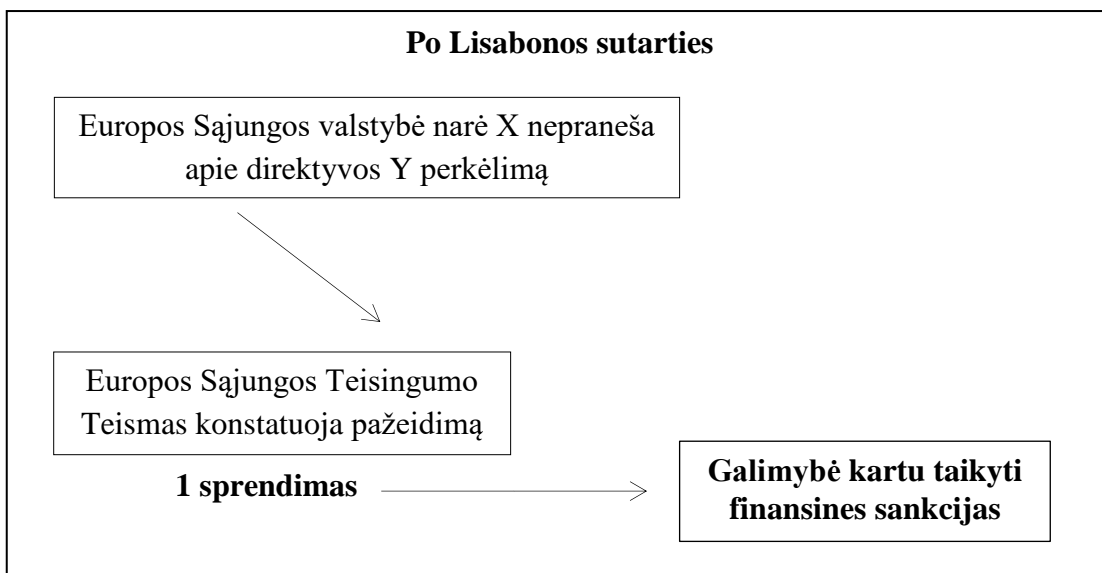 Po Lisabonos sutarties
Europos Sąjungos valstybė narė X nepraneša
apie direktyvos Y perkėlimą
Europos Sąjungos Teisingumo
Teismas konstatuoja pažeidimą
1 sprendimas
Galimybė kartu taikyti
finansines sankcijas